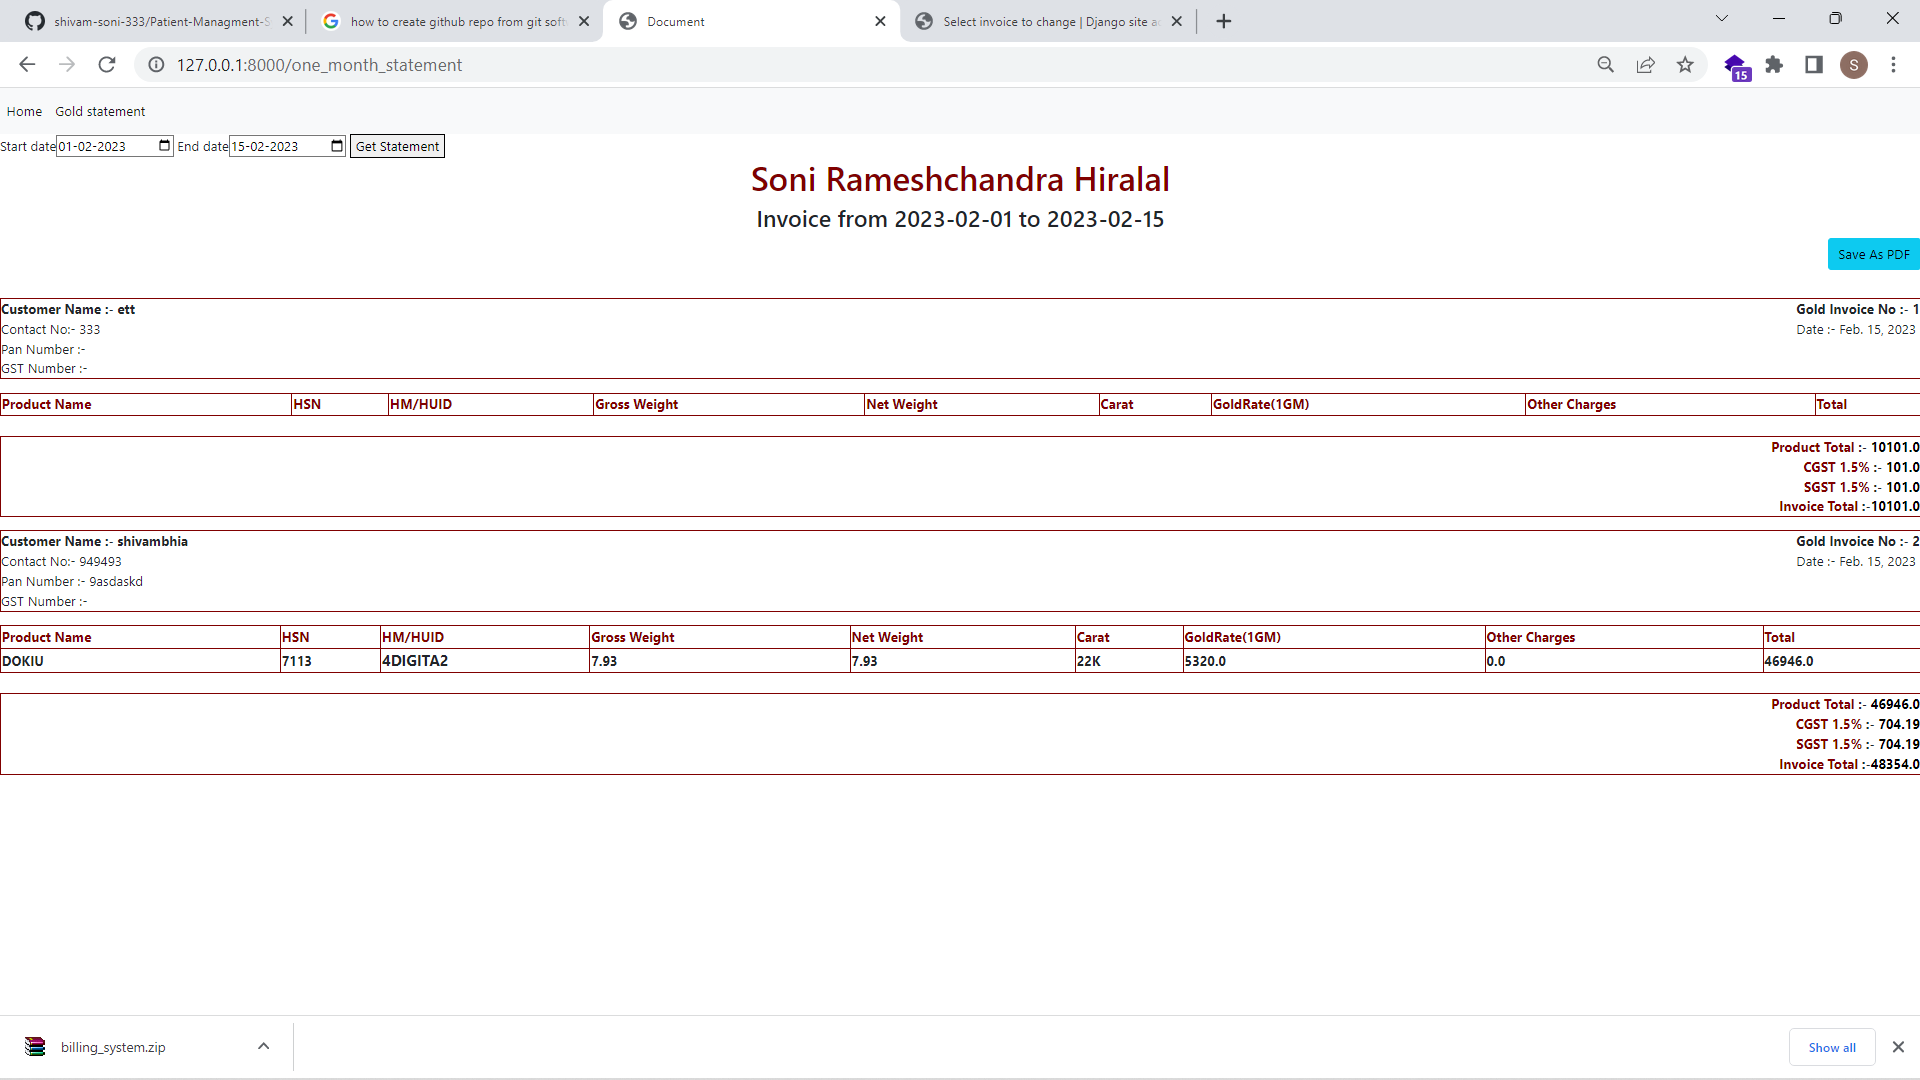 shivam-soni-333/Patient-Managment-S
how to create github repo from git soft
Document
Select invoice to change | Django site a
127.0.0.1:8000/one_month_statement
15
S
Home Gold statement
Start date 01-02-2023 End date 15-02-2023 Get Statement
Soni Rameshchandra Hiralal
Invoice from 2023-02-01 to 2023-02-15
Save As PDF
Customer Name :- ett Gold Invoice No :- 1
Contact No:- 333 Date :- Feb. 15, 2023
Pan Number :-
GST Number :-
Product Name HSN HM/HUID Gross Weight Net Weight Carat GoldRate(1GM) Other Charges Total
Product Total :- 10101.0
CGST 1.5% :- 101.0
SGST 1.5% :- 101.0
Invoice Total :-10101.0
Customer Name :- shivambhia Gold Invoice No :- 2
Contact No:- 949493 Date :- Feb. 15, 2023
Pan Number :- 9asdaskd
GST Number :-
Product Name HSN HM/HUID Gross Weight Net Weight Carat GoldRate(1GM) Other Charges Total
DOKIU 7113 4DIGITA2 7.93 7.93 22K 5320.0 0.0 46946.0
Product Total :- 46946.0
CGST 1.5% :- 704.19
SGST 1.5% :- 704.19
Invoice Total :-48354.0
billing_system.zip Show all